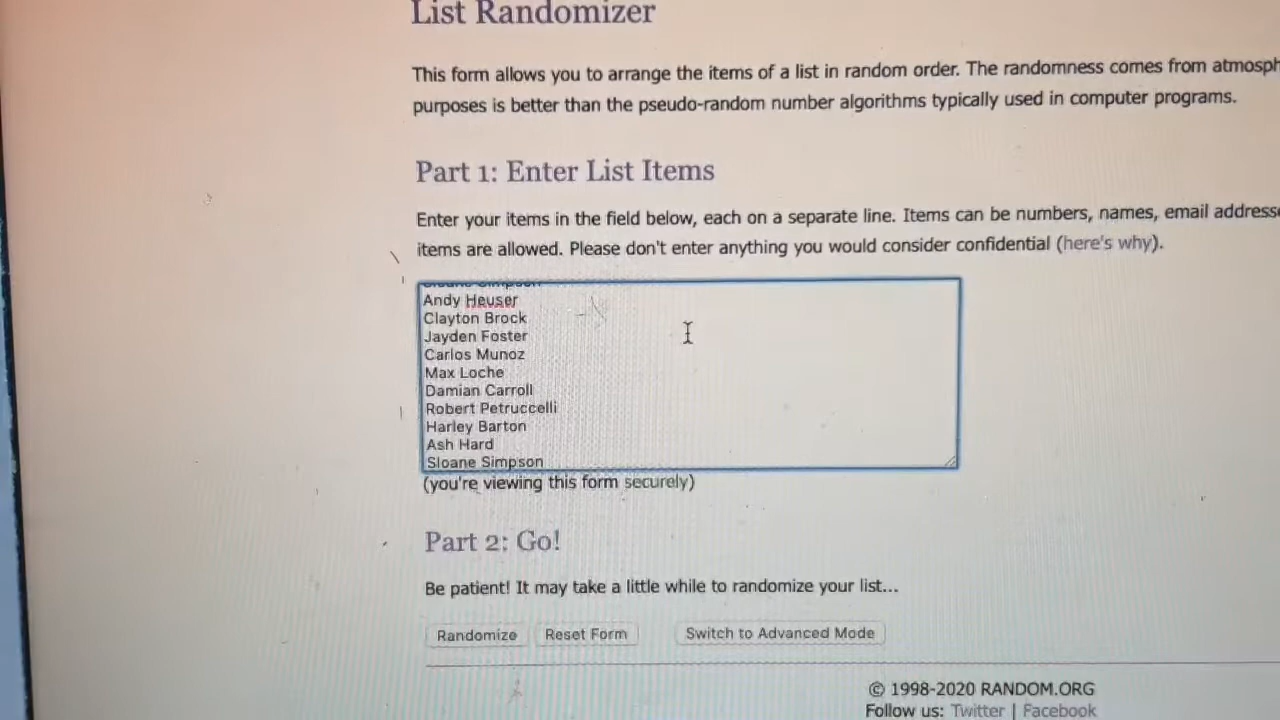 List Randomizer
This form allows you to arrange the items of a list in random order. The randomness comes from
purposes is better than the pseudo-random number algorithms typically used in computer programs.
Part 1: Enter List Items
Enter your items in the field below, each on a separate line. Items can be numbers, names, email
items are allowed. Please don't enter anything you would consider confidential (here's why).
Andy Heuser
Clayton Brock
Jayden Foster
Carlos Munoz
Max Loche
Damian Carroll
Robert Petruccelli
Harley Barton
Ash Hard
Sloane Simpson
(you're viewing this form securely)
Part 2: Go!
Be patient! It may take a little while to randomize your list...
Randomize Reset Form Switch to Advanced Mode
© 1998-2020 RANDOM.ORG
Follow us: Twitter | Facebook